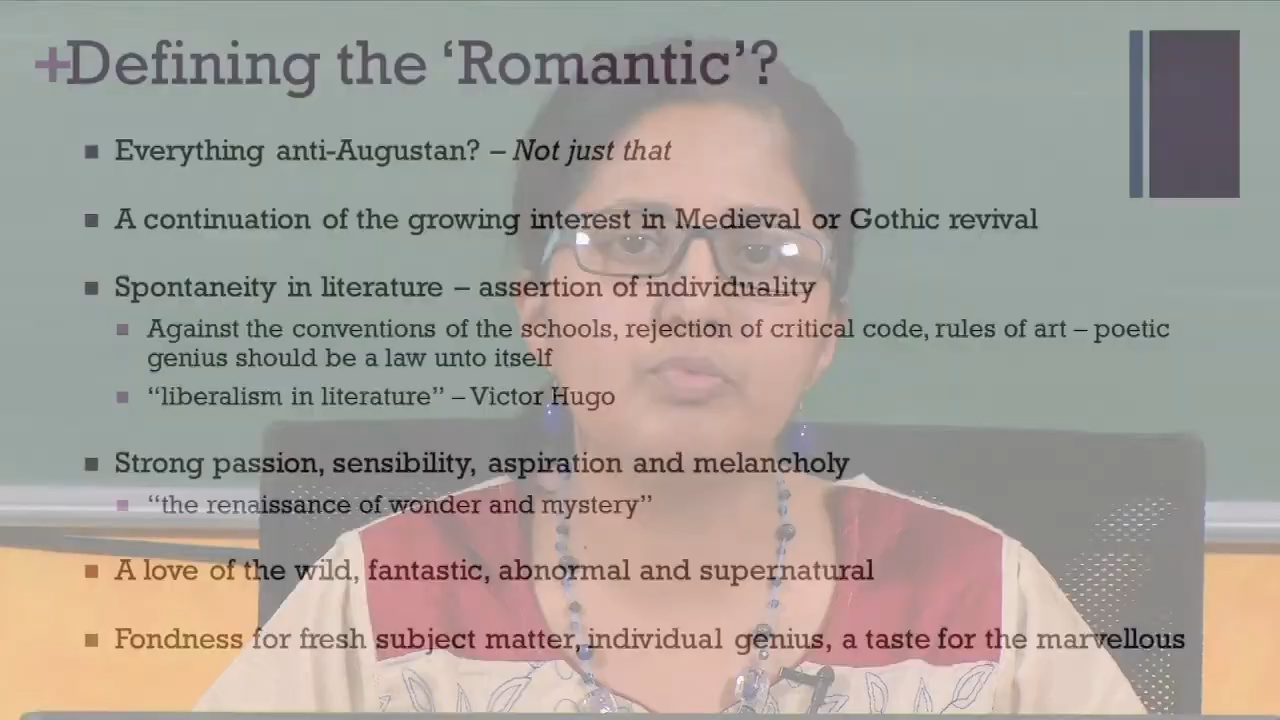 +Defining the ‘Romantic’?
■ Everything anti-Augustan? – Not just that
■ A continuation of the growing interest in Medieval or Gothic revival
■ Spontaneity in literature – assertion of individuality
■ Against the conventions of the schools, rejection of critical code, rules of art – poetic
genius should be a law unto itself
■ “liberalism in literature” – Victor Hugo
■ Strong passion, sensibility, aspiration and melancholy
■ “the renaissance of wonder and mystery”
■ A love of the wild, fantastic, abnormal and supernatural
■ Fondness for fresh subject matter, individual genius, a taste for the marvellous